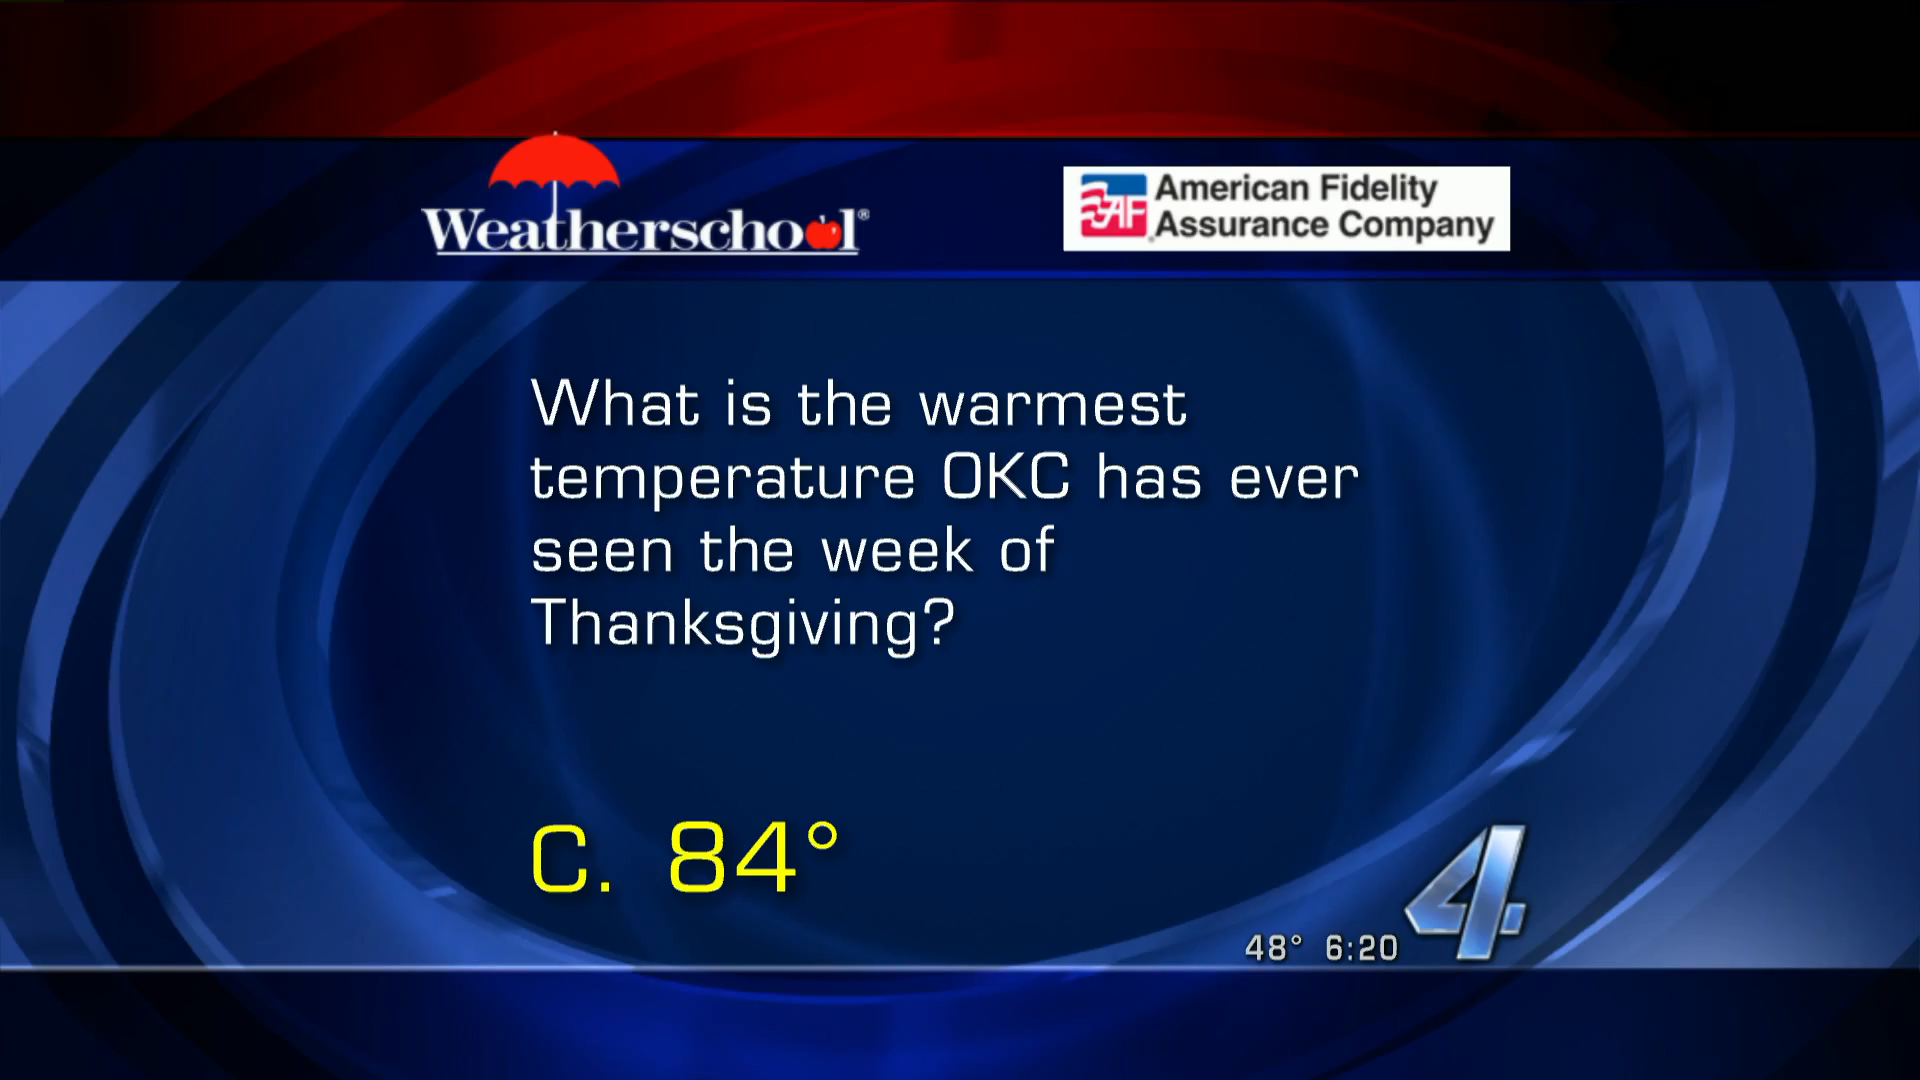 Weatherschool®
American Fidelity
Assurance Company
AF
What is the warmest
temperature OKC has ever
seen the week of
Thanksgiving?
C. 84°
48° 6:20
4